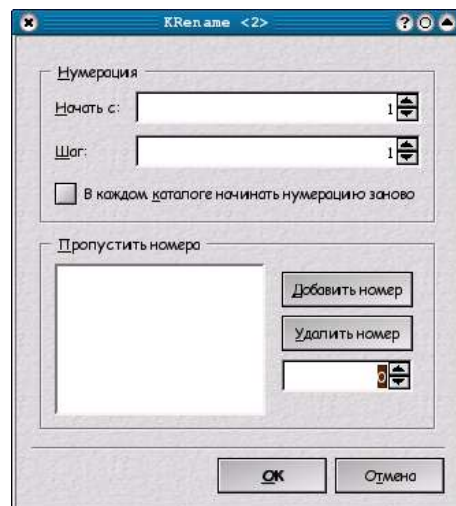 KRename <2>
Нумерация
Начать с: 1
Шаг: 1
В каждом каталоге начинать нумерацию заново
Пропустить номера
Добавить номер
Удалить номер
0
OK Отмена